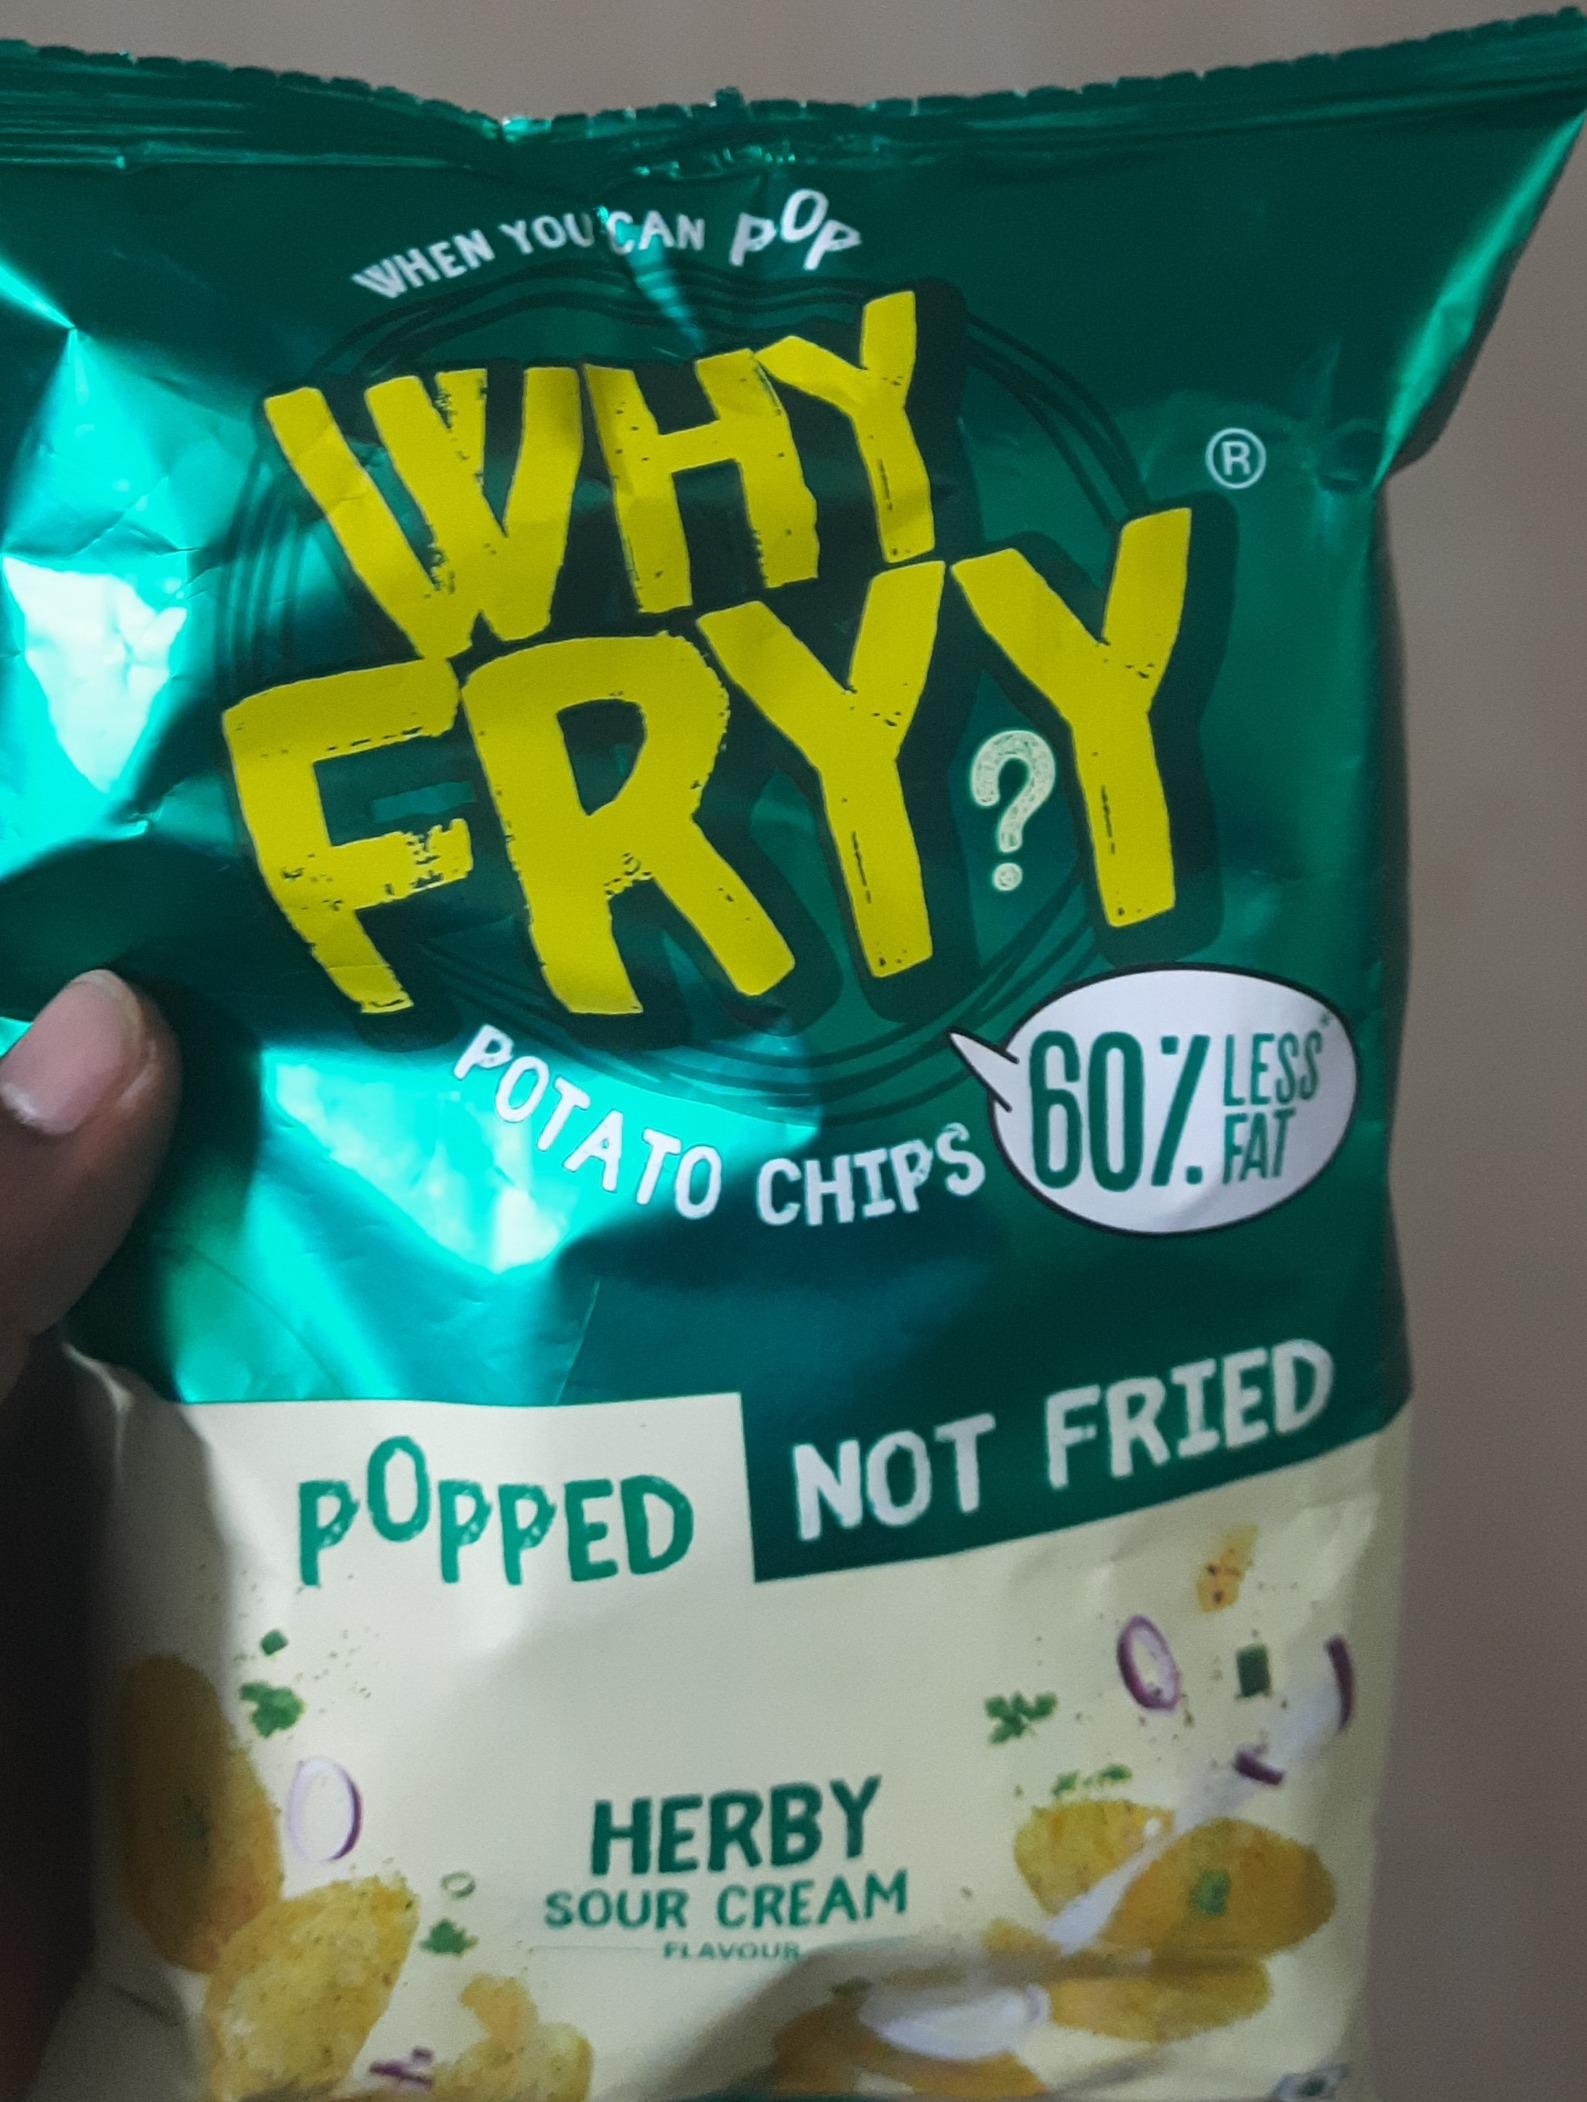 WHEN YOU CAN POP
WHY
FRYY
?
®
POTATO CHIPS
60% LESS*
FAT
POPPED NOT FRIED
HERBY
SOUR CREAM
FLAVOUR